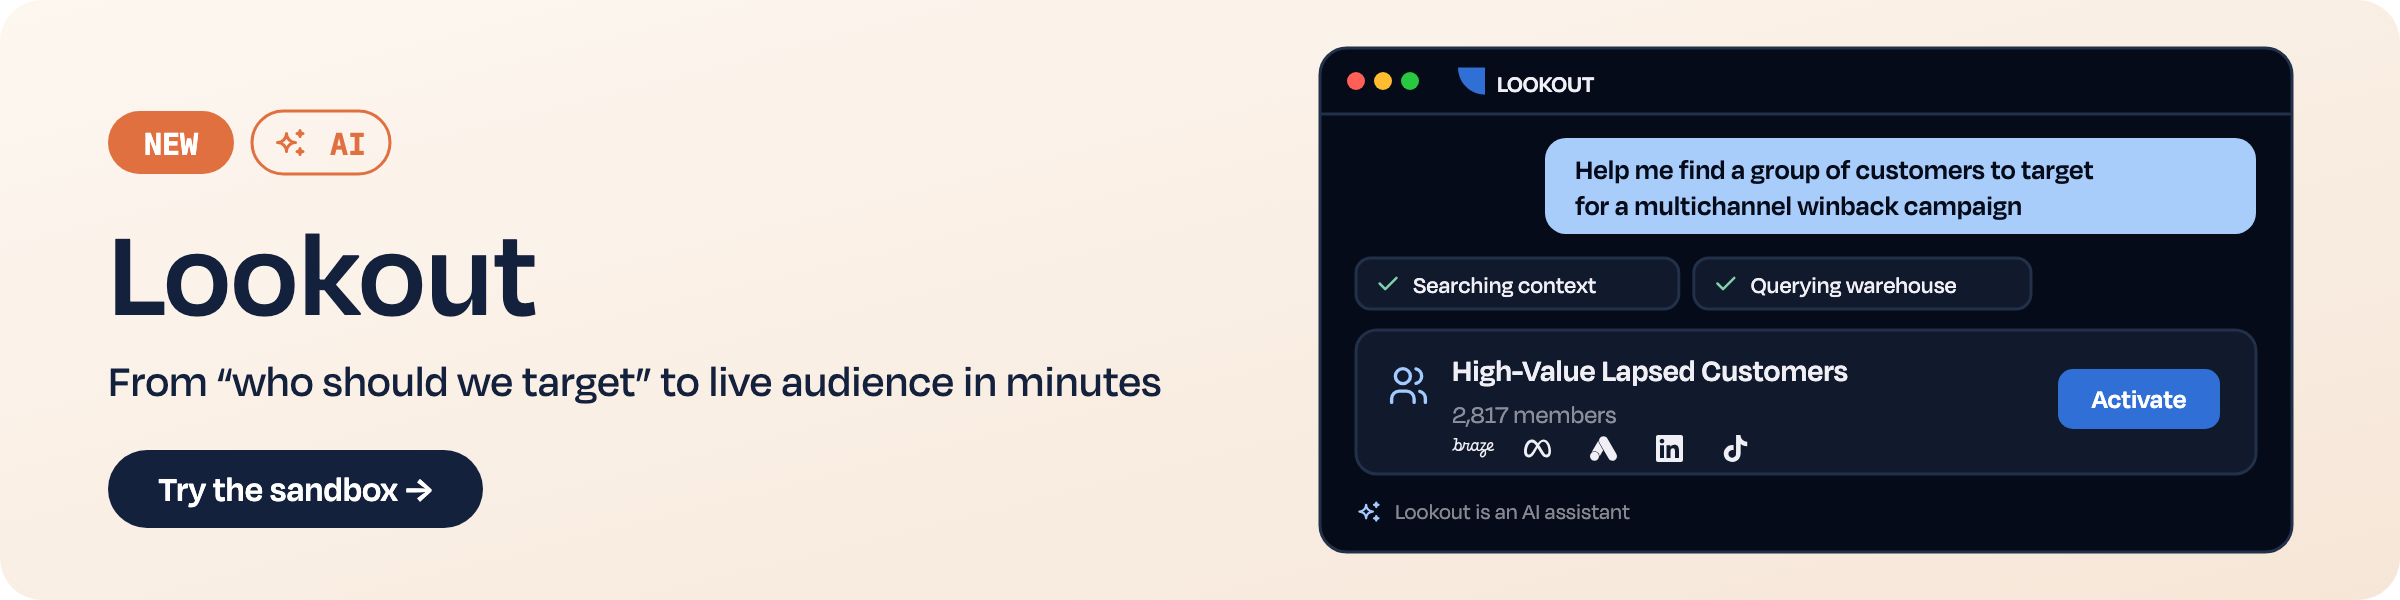 NEW
AI
Lookout
From “who should we target” to live audience in minutes
Try the sandbox →
LOOKOUT
Help me find a group of customers to target
for a multichannel winback campaign
Searching context
Querying warehouse
High-Value Lapsed Customers
2,817 members
Activate
braze
in
Lookout is an AI assistant